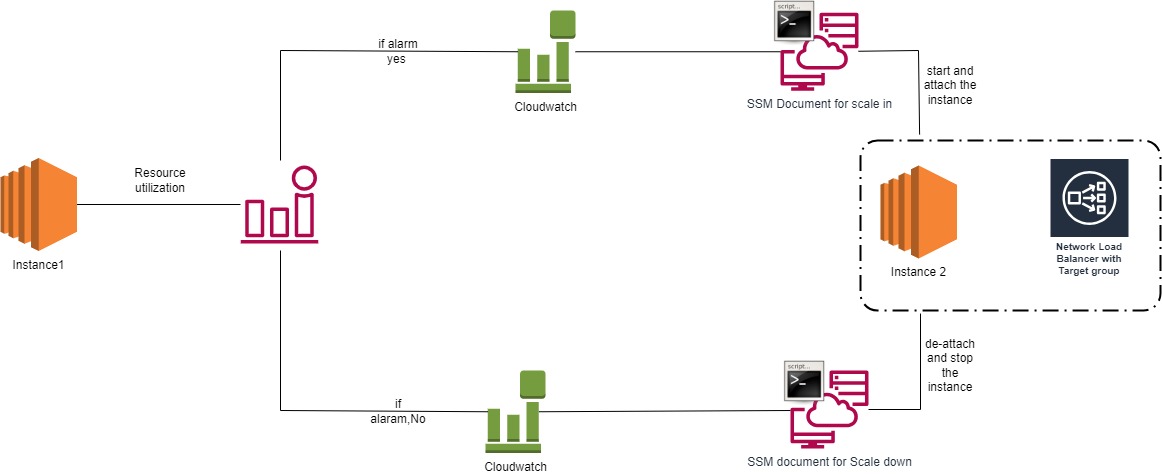 script...
if alarm
yes
Cloudwatch
SSM Document for scale in
start and
attach the
instance
Resource
utilization
Instance1
Instance 2
Network Load
Balancer with
Target group
de-attach
and stop
the
instance
script...
if
alaram,No
Cloudwatch
SSM document for Scale down